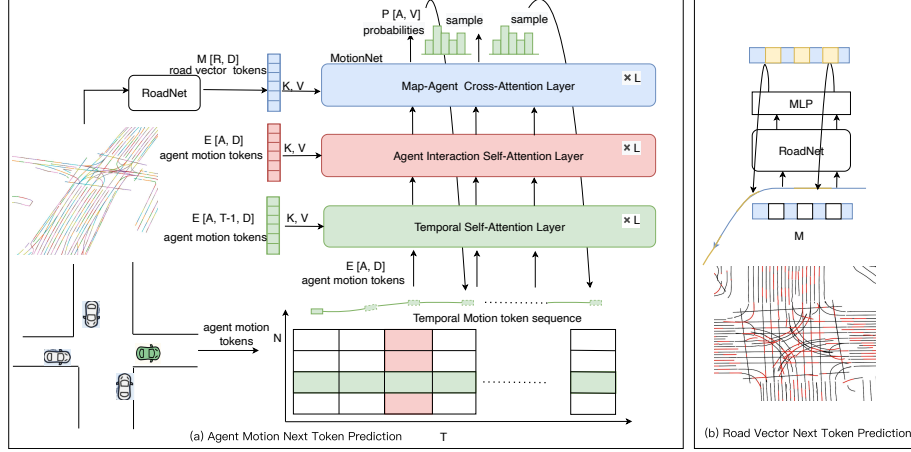 P [A, V]
probabilities
sample
sample
MotionNet
M [R, D]
road vector tokens
RoadNet
K, V
Map-Agent Cross-Attention Layer
× L
E [A, D]
agent motion tokens
K, V
Agent Interaction Self-Attention Layer
× L
E [A, T-1, D]
agent motion tokens
K, V
Temporal Self-Attention Layer
× L
E [A, D]
agent motion tokens
agent motion
tokens
N
Temporal Motion token sequence
(a) Agent Motion Next Token Prediction
T
MLP
RoadNet
M
(b) Road Vector Next Token Prediction